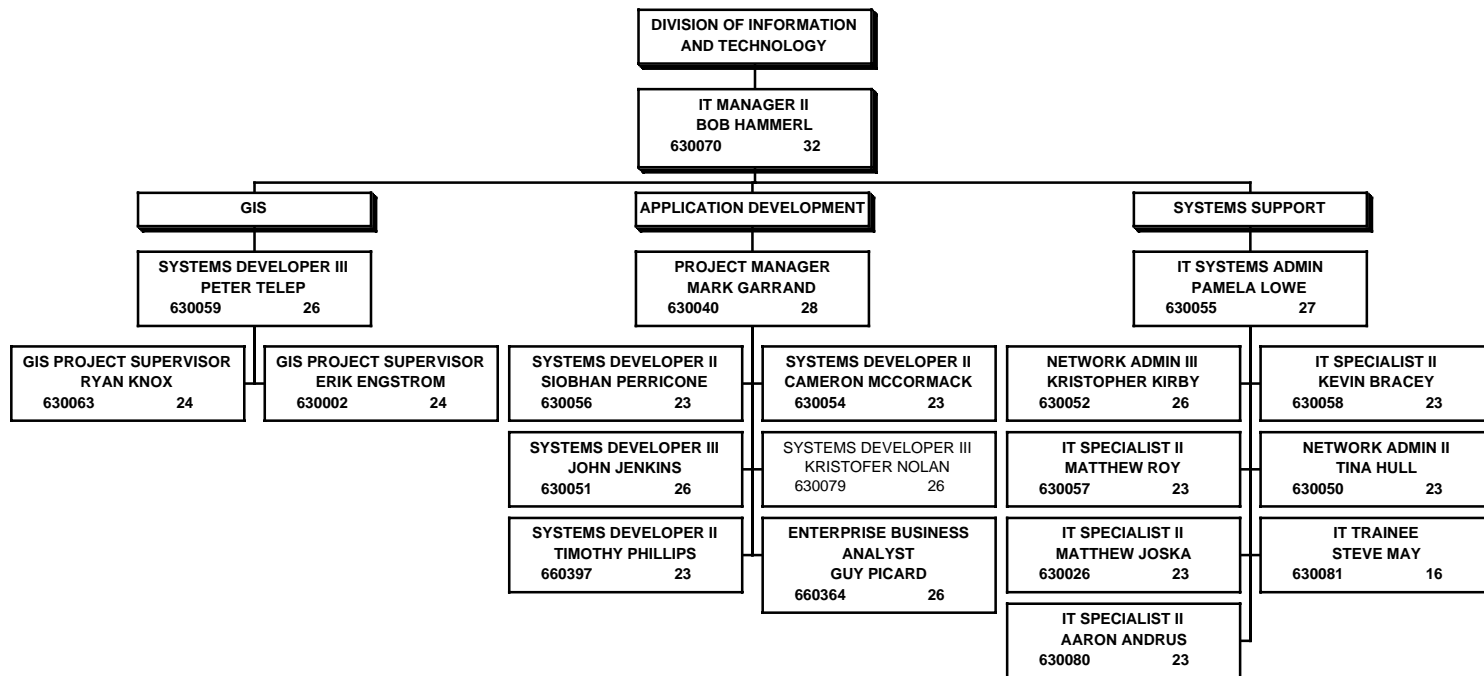 DIVISION OF INFORMATION
AND TECHNOLOGY
IT MANAGER II
BOB HAMMERL
630070 32
GIS
SYSTEMS DEVELOPER III
PETER TELEP
630059 26
GIS PROJECT SUPERVISOR
RYAN KNOX
630063 24
GIS PROJECT SUPERVISOR
ERIK ENGSTROM
630002 24
APPLICATION DEVELOPMENT
PROJECT MANAGER
MARK GARRAND
630040 28
SYSTEMS DEVELOPER II
SIOBHAN PERRICONE
630056 23
SYSTEMS DEVELOPER II
CAMERON MCCORMACK
630054 23
SYSTEMS DEVELOPER III
JOHN JENKINS
630051 26
SYSTEMS DEVELOPER III
KRISTOFER NOLAN
630079 26
SYSTEMS DEVELOPER II
TIMOTHY PHILLIPS
660397 23
ENTERPRISE BUSINESS
ANALYST
GUY PICARD
660364 26
SYSTEMS SUPPORT
IT SYSTEMS ADMIN
PAMELA LOWE
630055 27
NETWORK ADMIN III
KRISTOPHER KIRBY
630052 26
IT SPECIALIST II
KEVIN BRACEY
630058 23
IT SPECIALIST II
MATTHEW ROY
630057 23
NETWORK ADMIN II
TINA HULL
630050 23
IT SPECIALIST II
MATTHEW JOSKA
630026 23
IT TRAINEE
STEVE MAY
630081 16
IT SPECIALIST II
AARON ANDRUS
630080 23